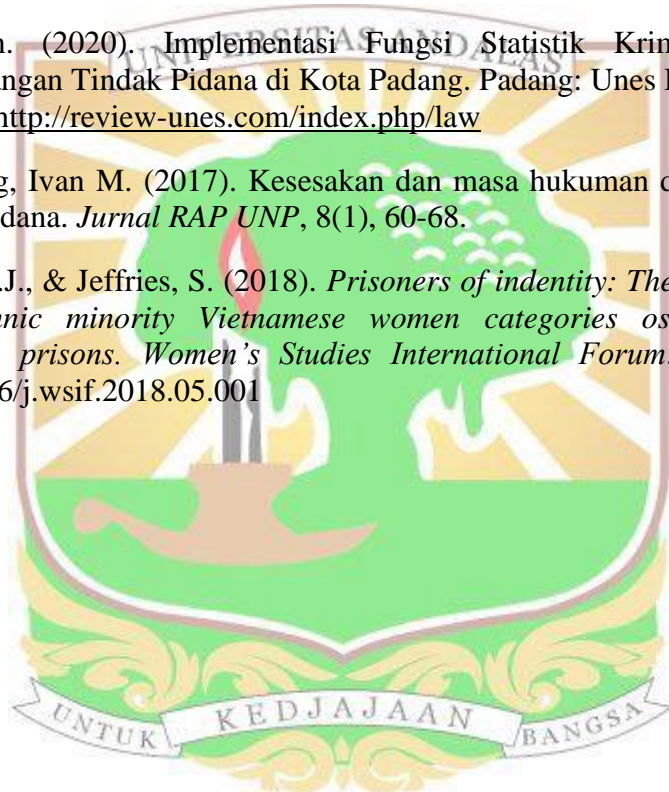 n. (2020). Implementasi Fungsi Statistik Krin
UNIVERSITAS ANDALAS
angan Tindak Pidana di Kota Padang. Padang: Unes
http://review-unes.com/index.php/law
g, Ivan M. (2017). Kesesakan dan masa hukuman
dana. Jurnal RAP UNP, 8(1), 60-68.
.J., & Jeffries, S. (2018). Prisoners of indentity: The
nic minority Vietnamese women categories os
prisons. Women’s Studies International Forum.
6/j.wsif.2018.05.001
UNTUK KEDJAJAAN BANGSA